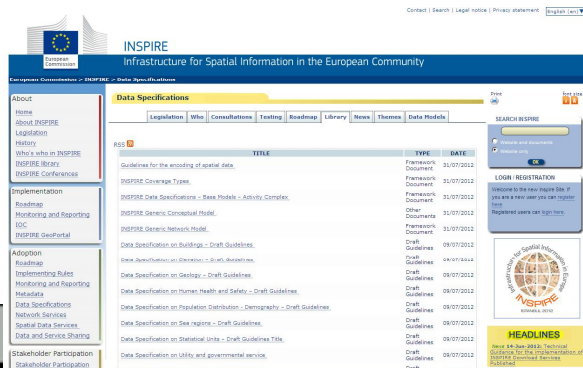 Contact | Search | Legal notice | Privacy statement English (en)
European
Commission
INSPIRE
Infrastructure for Spatial Information in the European Community
European Commission > INSPIRE > Data Specifications
About
Home
About INSPIRE
Legislation
History
Who's who in INSPIRE
INSPIRE library
INSPIRE Conferences
Implementation
Roadmap
Monitoring and Reporting
IOC
INSPIRE GeoPortal
Adoption
Roadmap
Implementing Rules
Monitoring and Reporting
Metadata
Data Specifications
Network Services
Spatial Data Services
Data and Service Sharing
Stakeholder Participation
Stakeholder Participation
Data Specifications
Legislation Who Consultations Testing Roadmap Library News Themes Data Models
RSS
TITLE TYPE DATE
Guidelines for the encoding of spatial data Framework Document 31/07/2012
INSPIRE Coverage Types Framework Document 31/07/2012
INSPIRE Data Specifications – Base Models – Activity Complex Framework Document 31/07/2012
INSPIRE Generic Conceptual Model Other Documents 31/07/2012
INSPIRE Generic Network Model Framework Document 31/07/2012
Data Specification on Buildings – Draft Guidelines Draft Guidelines 09/07/2012
Data Specification on Elevation – Draft Guidelines Draft Guidelines 09/07/2012
Data Specification on Geology – Draft Guidelines Draft Guidelines 09/07/2012
Data Specification on Human Health and Safety – Draft Guidelines Draft Guidelines 09/07/2012
Data Specification on Population Distribution - Demography – Draft Guidelines Draft Guidelines 09/07/2012
Data Specification on Sea regions – Draft Guidelines Draft Guidelines 09/07/2012
Data Specification on Statistical Units – Draft Guidelines Title Draft Guidelines 09/07/2012
Data Specification on Utility and governmental service Draft Guidelines 09/07/2012
Draft
Print font size
SEARCH INSPIRE
Website and documents
Website only
OK
LOGIN / REGISTRATION
Welcome to the new Inspire Site. If
you are a new user you can register
here
Registered users can login here.
Infrastructure for Spatial Information in Europe
INSPIRE
HEADLINES
News 14-Jun-2012: Technical
Guidance for the implementation of
INSPIRE Download Services
Published